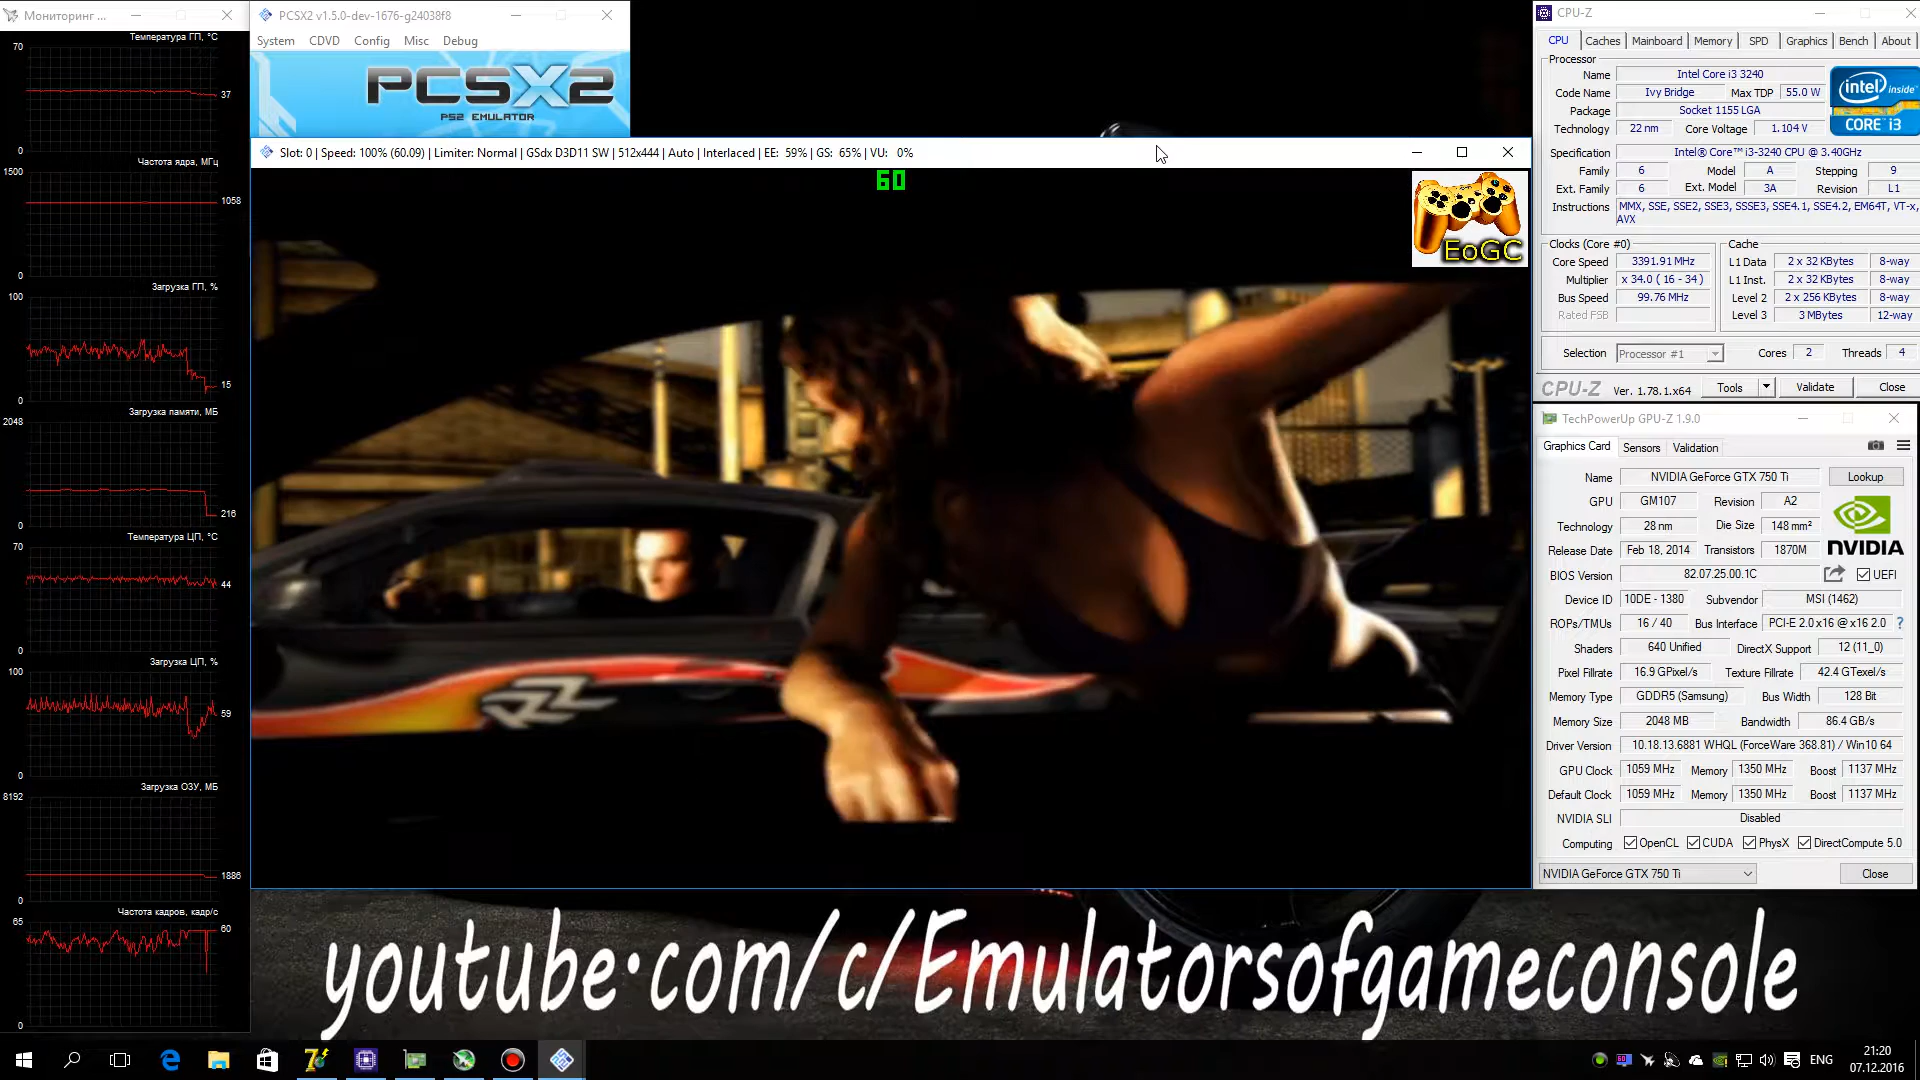 Мониторинг ...
Температура ГП, °C
70
37
0
Частота ядра, МГц
1500
1058
0
Загрузка ГП, %
100
15
0
Загрузка памяти, МБ
2048
216
0
Температура ЦП, °C
70
44
0
Загрузка ЦП, %
100
59
0
Загрузка ОЗУ, МБ
8192
1886
0
Частота кадров, кадр/с
65
60
0
PCSX2 v1.5.0-dev-1676-g24038f8
System CDVD Config Misc Debug
PCSX2
PS2 EMULATOR
Slot: 0 | Speed: 100% (60.09) | Limiter: Normal | GSdx D3D11 SW | 512x444 | Auto | Interlaced | EE: 59% | GS: 65% | VU: 0%
60
EoGC
CPU-Z
CPU Caches Mainboard Memory SPD Graphics Bench About
Processor
Name Intel Core i3 3240
Code Name Ivy Bridge Max TDP 55.0 W
Package Socket 1155 LGA
Technology 22 nm Core Voltage 1.104 V
intel inside
CORE i3
Specification Intel® Core™ i3-3240 CPU @ 3.40GHz
Family 6 Model A Stepping 9
Ext. Family 6 Ext. Model 3A Revision L1
Instructions MMX, SSE, SSE2, SSE3, SSSE3, SSE4.1, SSE4.2, EM64T, VT-x,
AVX
Clocks (Core #0)
Core Speed 3391.91 MHz
Multiplier x 34.0 ( 16 - 34 )
Bus Speed 99.76 MHz
Rated FSB
Cache
L1 Data 2 x 32 KBytes 8-way
L1 Inst. 2 x 32 KBytes 8-way
Level 2 2 x 256 KBytes 8-way
Level 3 3 MBytes 12-way
Selection Processor #1 Cores 2 Threads 4
CPU-Z Ver. 1.78.1.x64 Tools Validate Close
TechPowerUp GPU-Z 1.9.0
Graphics Card Sensors Validation
Name NVIDIA GeForce GTX 750 Ti Lookup
GPU GM107 Revision A2
Technology 28 nm Die Size 148 mm²
Release Date Feb 18, 2014 Transistors 1870M
NVIDIA
BIOS Version 82.07.25.00.1C UEFI
Device ID 10DE - 1380 Subvendor MSI (1462)
ROPs/TMUs 16 / 40 Bus Interface PCI-E 2.0 x16 @ x16 2.0 ?
Shaders 640 Unified DirectX Support 12 (11_0)
Pixel Fillrate 16.9 GPixel/s Texture Fillrate 42.4 GTexel/s
Memory Type GDDR5 (Samsung) Bus Width 128 Bit
Memory Size 2048 MB Bandwidth 86.4 GB/s
Driver Version 10.18.13.6881 WHQL (ForceWare 368.81) / Win10 64
GPU Clock 1059 MHz Memory 1350 MHz Boost 1137 MHz
Default Clock 1059 MHz Memory 1350 MHz Boost 1137 MHz
NVIDIA SLI Disabled
Computing OpenCL CUDA PhysX DirectCompute 5.0
NVIDIA GeForce GTX 750 Ti Close
youtube.com/c/Emulatorsofgameconsole
ENG
21:20
07.12.2016